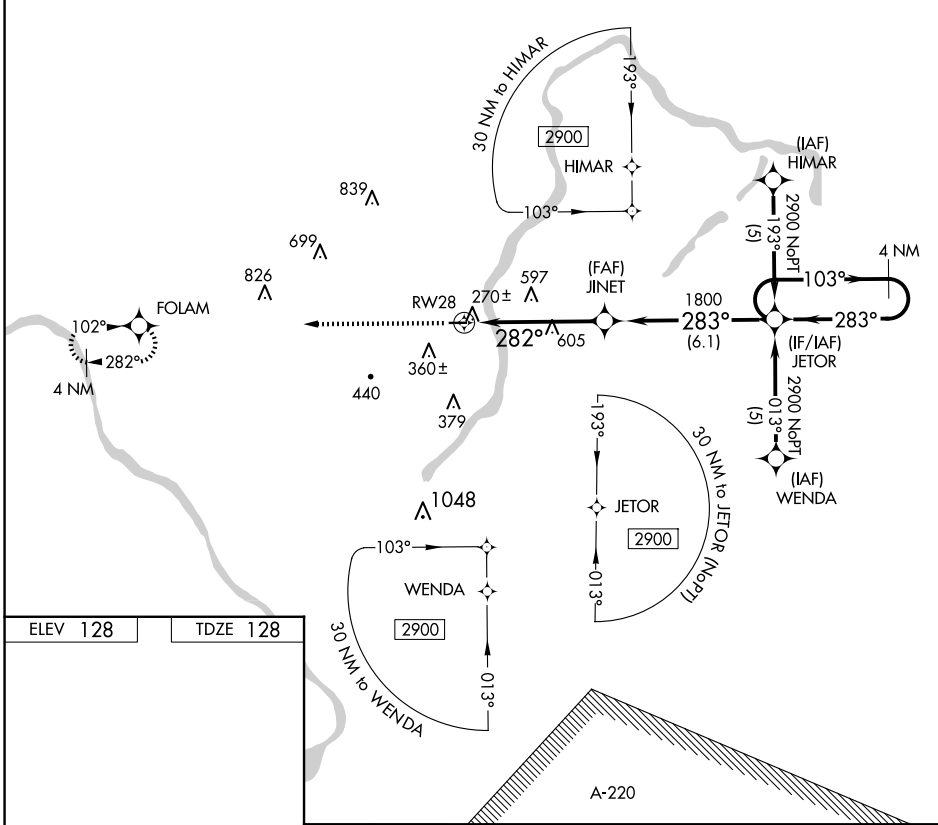 30 NM to HIMAR
193°
2900
HIMAR
103°
(IAF)
HIMAR
2900 NoPT
193°
(5)
4 NM
103°
839
699
826
597
(FAF)
JINET
FOLAM
RW28
270±
1800
283°
(6.1)
283°
102°
282°
605
(IF/IAF)
JETOR
282°
360±
4 NM
440
379
2900 NoPT
013°
(5)
193°
30 NM to JETOR (NoPT)
(IAF)
WENDA
1048
JETOR
2900
103°
013°
WENDA
2900
30 NM to WENDA
013°
ELEV 128
TDZE 128
A-220